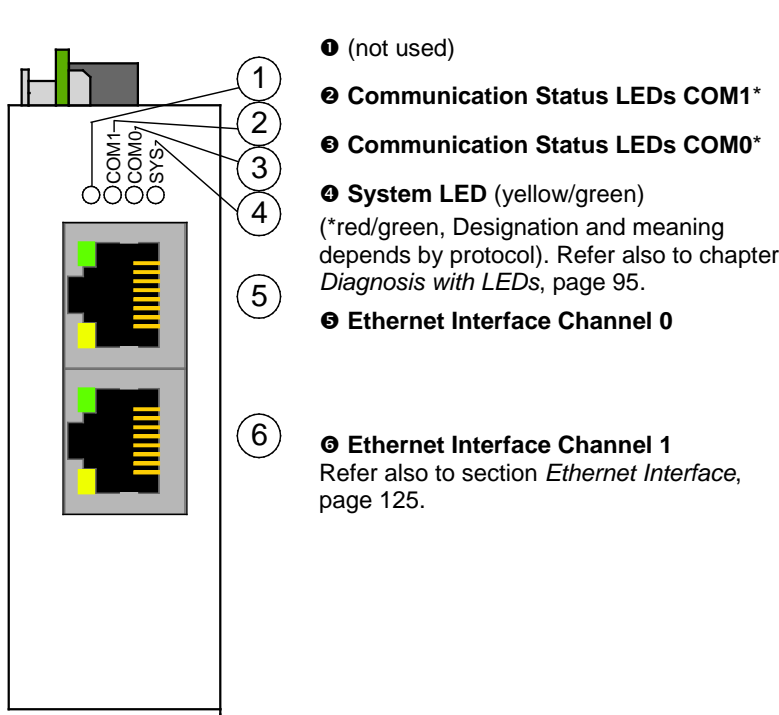 ❶ (not used)
❷ Communication Status LEDs COM1*
❸ Communication Status LEDs COM0*
❹ System LED (yellow/green)
(*red/green, Designation and meaning
depends by protocol). Refer also to chapter
Diagnosis with LEDs, page 95.
❺ Ethernet Interface Channel 0
❻ Ethernet Interface Channel 1
Refer also to section Ethernet Interface,
page 125.
1
2
3
4
5
6
COM1
COM0
SYS